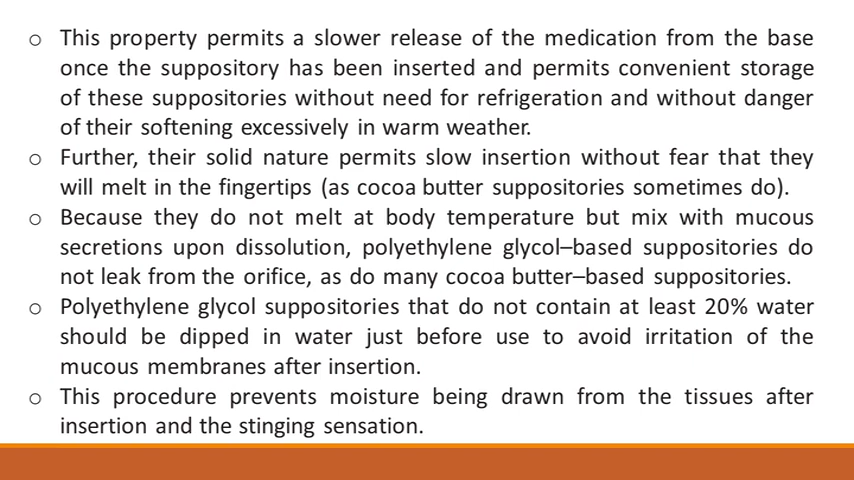 o This property permits a slower release of the medication from the base
once the suppository has been inserted and permits convenient storage
of these suppositories without need for refrigeration and without danger
of their softening excessively in warm weather.
o Further, their solid nature permits slow insertion without fear that they
will melt in the fingertips (as cocoa butter suppositories sometimes do).
o Because they do not melt at body temperature but mix with mucous
secretions upon dissolution, polyethylene glycol–based suppositories do
not leak from the orifice, as do many cocoa butter–based suppositories.
o Polyethylene glycol suppositories that do not contain at least 20% water
should be dipped in water just before use to avoid irritation of the
mucous membranes after insertion.
o This procedure prevents moisture being drawn from the tissues after
insertion and the stinging sensation.